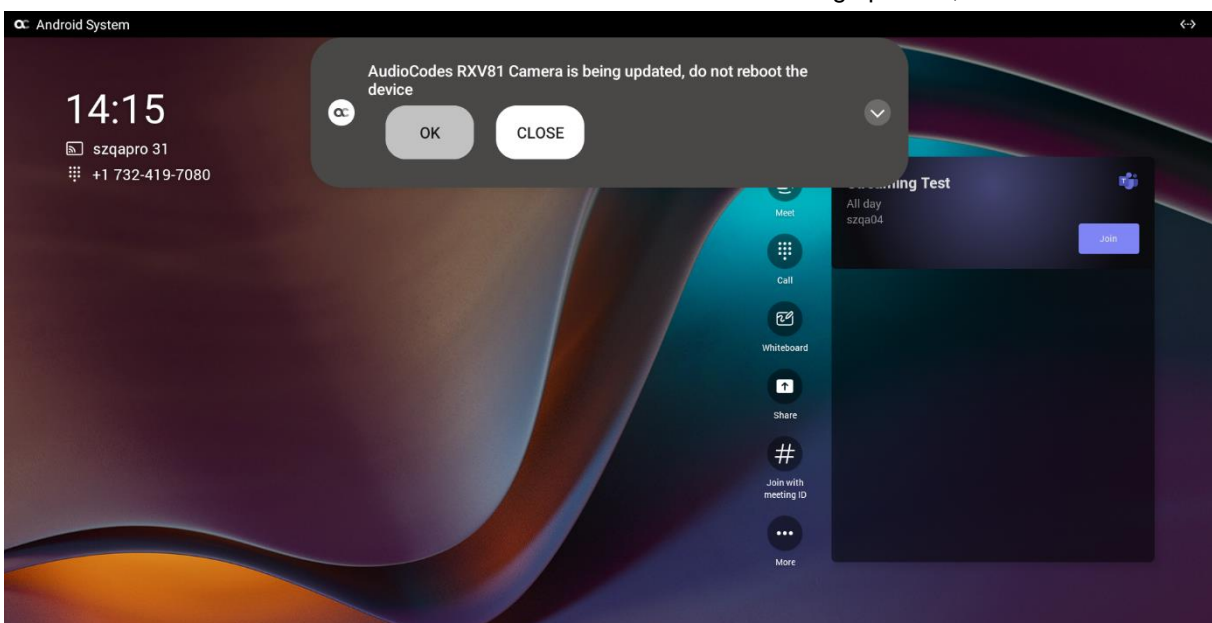 Android System
AudioCodes RXV81 Camera is being updated, do not reboot the
device
OK
CLOSE
14:15
szqapro 31
+1 732-419-7080
Meet
Call
Whiteboard
Share
Join with
meeting ID
More
Test
All day
szqa04
Join